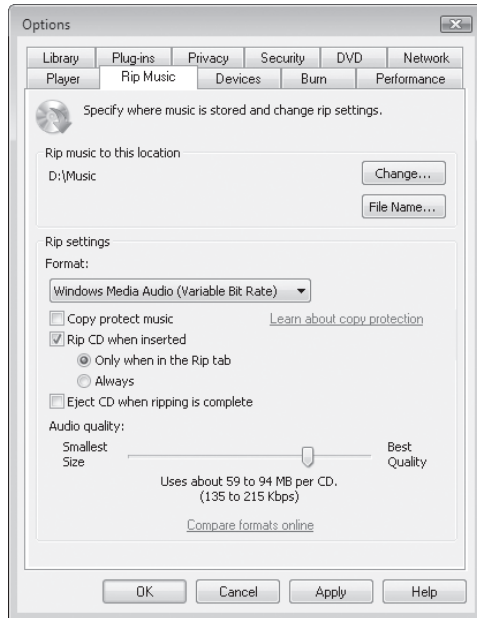 Options
Library Plug-ins Privacy Security DVD Network
Player Rip Music Devices Burn Performance
Specify where music is stored and change rip settings.
Rip music to this location
D:\Music
Change...
File Name...
Rip settings
Format:
Windows Media Audio (Variable Bit Rate)
Copy protect music Learn about copy protection
Rip CD when inserted
Only when in the Rip tab
Always
Eject CD when ripping is complete
Audio quality:
Smallest Best
Size Quality
Uses about 59 to 94 MB per CD.
(135 to 215 Kbps)
Compare formats online
OK Cancel Apply Help